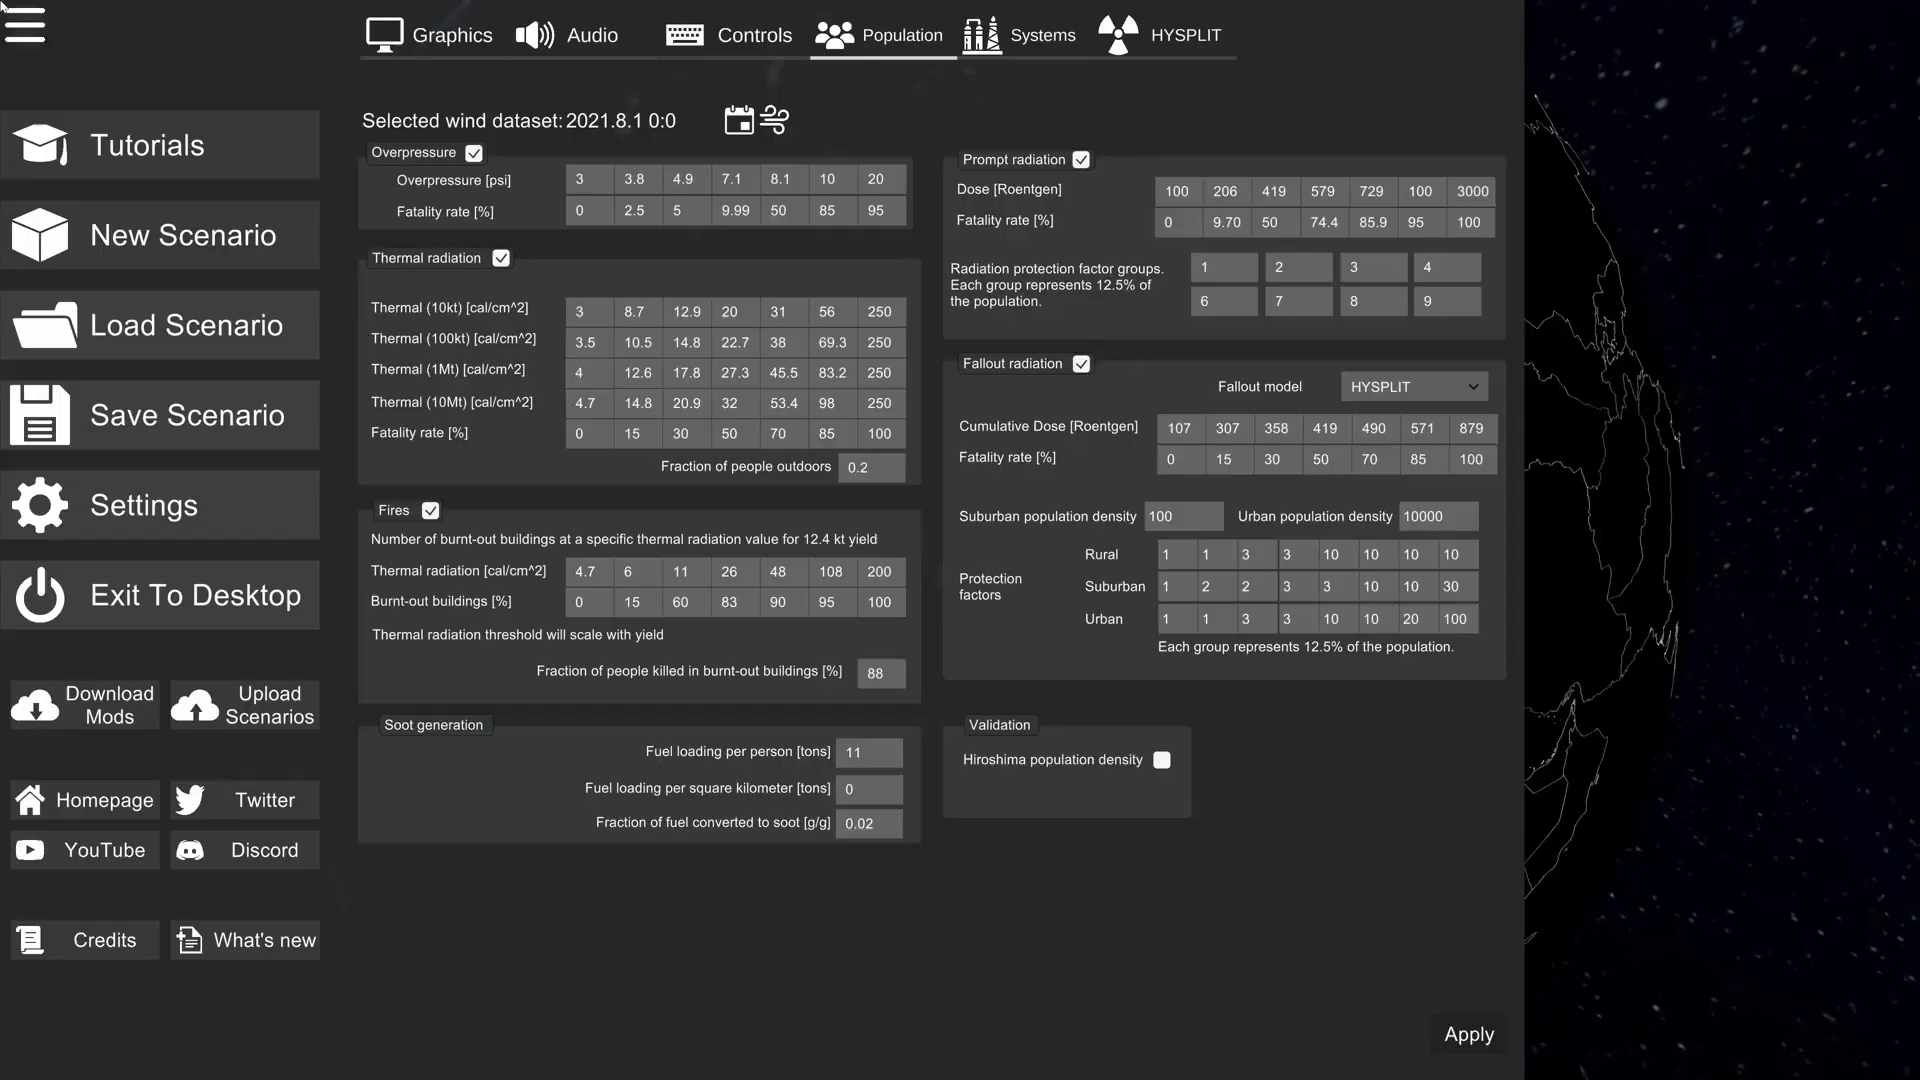 Graphics Audio Controls Population Systems HYSPLIT
Tutorials
New Scenario
Load Scenario
Save Scenario
Settings
Exit To Desktop
Download Mods
Upload Scenarios
Homepage Twitter
YouTube Discord
Credits What's new
Selected wind dataset: 2021.8.1 0:0
Overpressure
Overpressure [psi] 3 3.8 4.9 7.1 8.1 10 20
Fatality rate [%] 0 2.5 5 9.99 50 85 95
Thermal radiation
Thermal (10kt) [cal/cm^2] 3 8.7 12.9 20 31 56 250
Thermal (100kt) [cal/cm^2] 3.5 10.5 14.8 22.7 38 69.3 250
Thermal (1Mt) [cal/cm^2] 4 12.6 17.8 27.3 45.5 83.2 250
Thermal (10Mt) [cal/cm^2] 4.7 14.8 20.9 32 53.4 98 250
Fatality rate [%] 0 15 30 50 70 85 100
Fraction of people outdoors 0.2
Fires
Number of burnt-out buildings at a specific thermal radiation value for 12.4 kt yield
Thermal radiation [cal/cm^2] 4.7 6 11 26 48 108 200
Burnt-out buildings [%] 0 15 60 83 90 95 100
Thermal radiation threshold will scale with yield
Fraction of people killed in burnt-out buildings [%] 88
Soot generation
Fuel loading per person [tons] 11
Fuel loading per square kilometer [tons] 0
Fraction of fuel converted to soot [g/g] 0.02
Prompt radiation
Dose [Roentgen] 100 206 419 579 729 100 3000
Fatality rate [%] 0 9.70 50 74.4 85.9 95 100
Radiation protection factor groups.
Each group represents 12.5% of
the population.
1 2 3 4
6 7 8 9
Fallout radiation
Fallout model HYSPLIT
Cumulative Dose [Roentgen] 107 307 358 419 490 571 879
Fatality rate [%] 0 15 30 50 70 85 100
Suburban population density 100 Urban population density 10000
Protection factors
Rural 1 1 3 3 10 10 10 10
Suburban 1 2 2 3 3 10 10 30
Urban 1 1 3 3 10 10 20 100
Each group represents 12.5% of the population.
Validation
Hiroshima population density
Apply